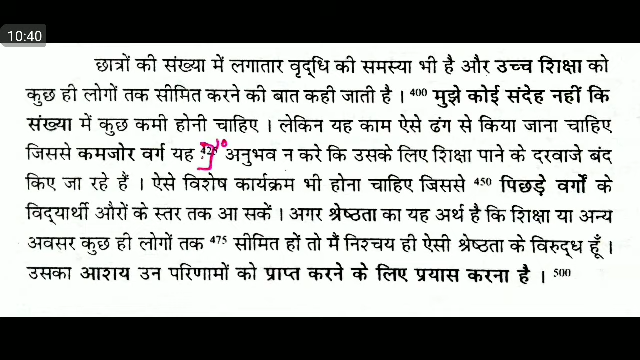 10:40
छात्रों की संख्या में लगातार वृद्धि की समस्या भी है और उच्च शिक्षा को
कुछ ही लोगों तक सीमित करने की बात कही जाती है । 400 मुझे कोई संदेह नहीं कि
संख्या में कुछ कमी होनी चाहिए । लेकिन यह काम ऐसे ढंग से किया जाना चाहिए
जिससे कमजोर वर्ग यह अनुभव न करे कि उसके लिए शिक्षा पाने के दरवाजे बंद
किए जा रहे हैं । ऐसे विशेष कार्यक्रम भी होना चाहिए जिससे 450 पिछड़े वर्गों के
विद्यार्थी औरों के स्तर तक आ सकें । अगर श्रेष्ठता का यह अर्थ है कि शिक्षा या अन्य
अवसर कुछ ही लोगों तक 475 सीमित हों तो मैं निश्चय ही ऐसी श्रेष्ठता के विरुद्ध हूँ ।
उसका आशय उन परिणामों को प्राप्त करने के लिए प्रयास करना है । 500